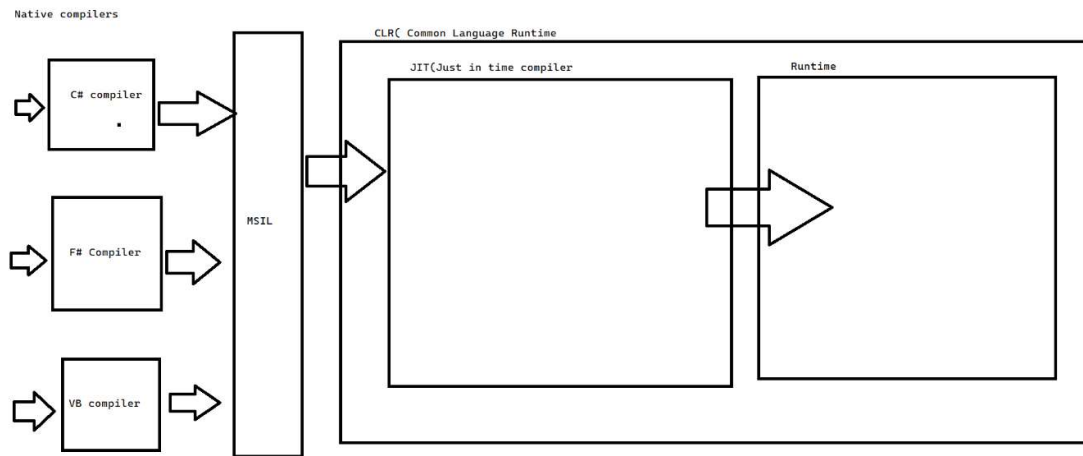 Native compilers
C# compiler
F# Compiler
VB compiler
MSIL
CLR( Common Language Runtime
JIT(Just in time compiler
Runtime